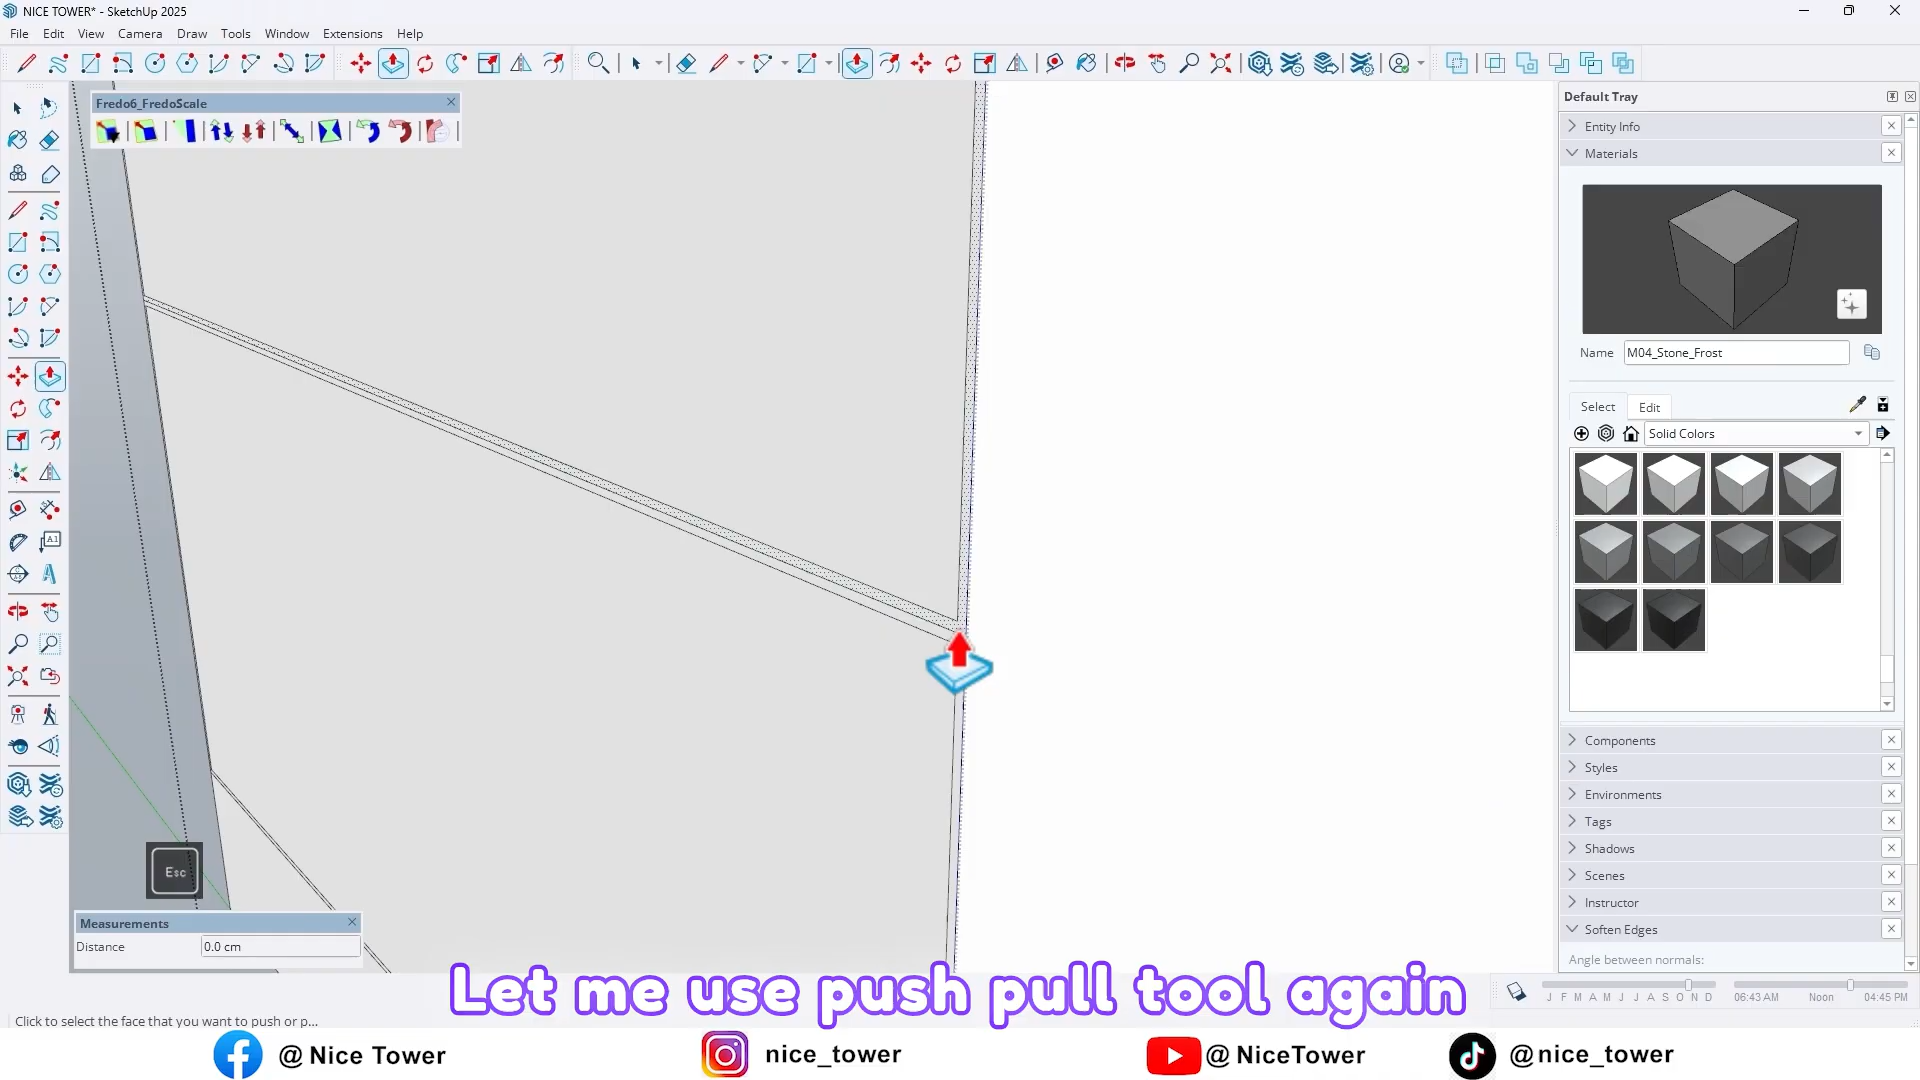 NICE TOWER* - SketchUp 2025
File Edit View Camera Draw Tools Window Extensions Help
Fredo6_FredoScale
Default Tray
Entity Info
Materials
Name M04_Stone_Frost
Select Edit
Solid Colors
Components
Styles
Environments
Tags
Shadows
Scenes
Instructor
Soften Edges
Angle between normals:
Esc
Measurements
Distance 0.0 cm
Let me use push pull tool again
J F M A M J J A S O N D 06:43 AM Noon 04:45 PM
Click to select the face that you want to push or p...
@ Nice Tower nice_tower @ NiceTower @nice_tower